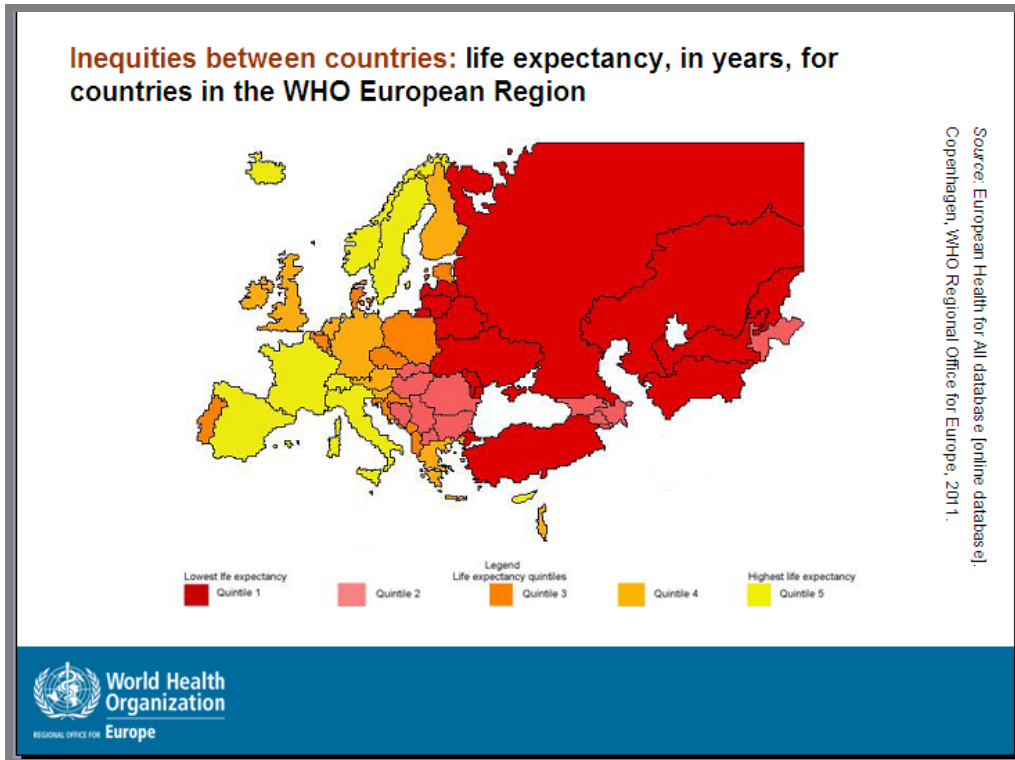 Inequities between countries: life expectancy, in years, for
countries in the WHO European Region
Source: European Health for All database [online database].
Copenhagen, WHO Regional Office for Europe, 2011.
Legend
Lowest lfe expectancy
Life expectancy quintiles
Highest life expectancy
Quintile 1
Quintile 2
Quintile 3
Quintile 4
Quintile 5
World Health
Organization
REGIONAL OFFICE FOR Europe